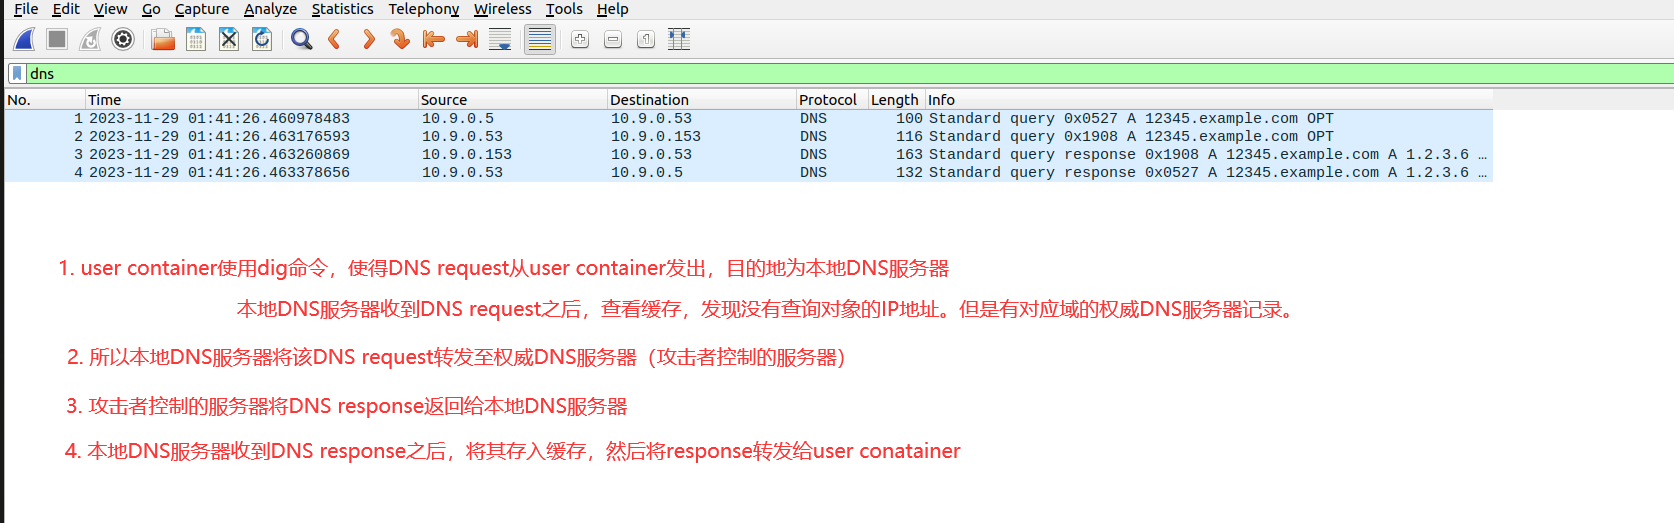 File Edit View Go Capture Analyze Statistics Telephony Wireless Tools Help
dns
No. Time Source Destination Protocol Length Info
1 2023-11-29 01:41:26.460978483 10.9.0.5 10.9.0.53 DNS 100 Standard query 0x0527 A 12345.example.com OPT
2 2023-11-29 01:41:26.463176593 10.9.0.53 10.9.0.153 DNS 116 Standard query 0x1908 A 12345.example.com OPT
3 2023-11-29 01:41:26.463260869 10.9.0.153 10.9.0.53 DNS 163 Standard query response 0x1908 A 12345.example.com A 1.2.3.6 …
4 2023-11-29 01:41:26.463378656 10.9.0.53 10.9.0.5 DNS 132 Standard query response 0x0527 A 12345.example.com A 1.2.3.6 …
1. user container使用dig命令，使得DNS request从user container发出，目的地为本地DNS服务器
本地DNS服务器收到DNS request之后，查看缓存，发现没有查询对象的IP地址。但是有对应域的权威DNS服务器记录。
2. 所以本地DNS服务器将该DNS request转发至权威DNS服务器（攻击者控制的服务器）
3. 攻击者控制的服务器将DNS response返回给本地DNS服务器
4. 本地DNS服务器收到DNS response之后，将其存入缓存，然后将response转发给user conatainer